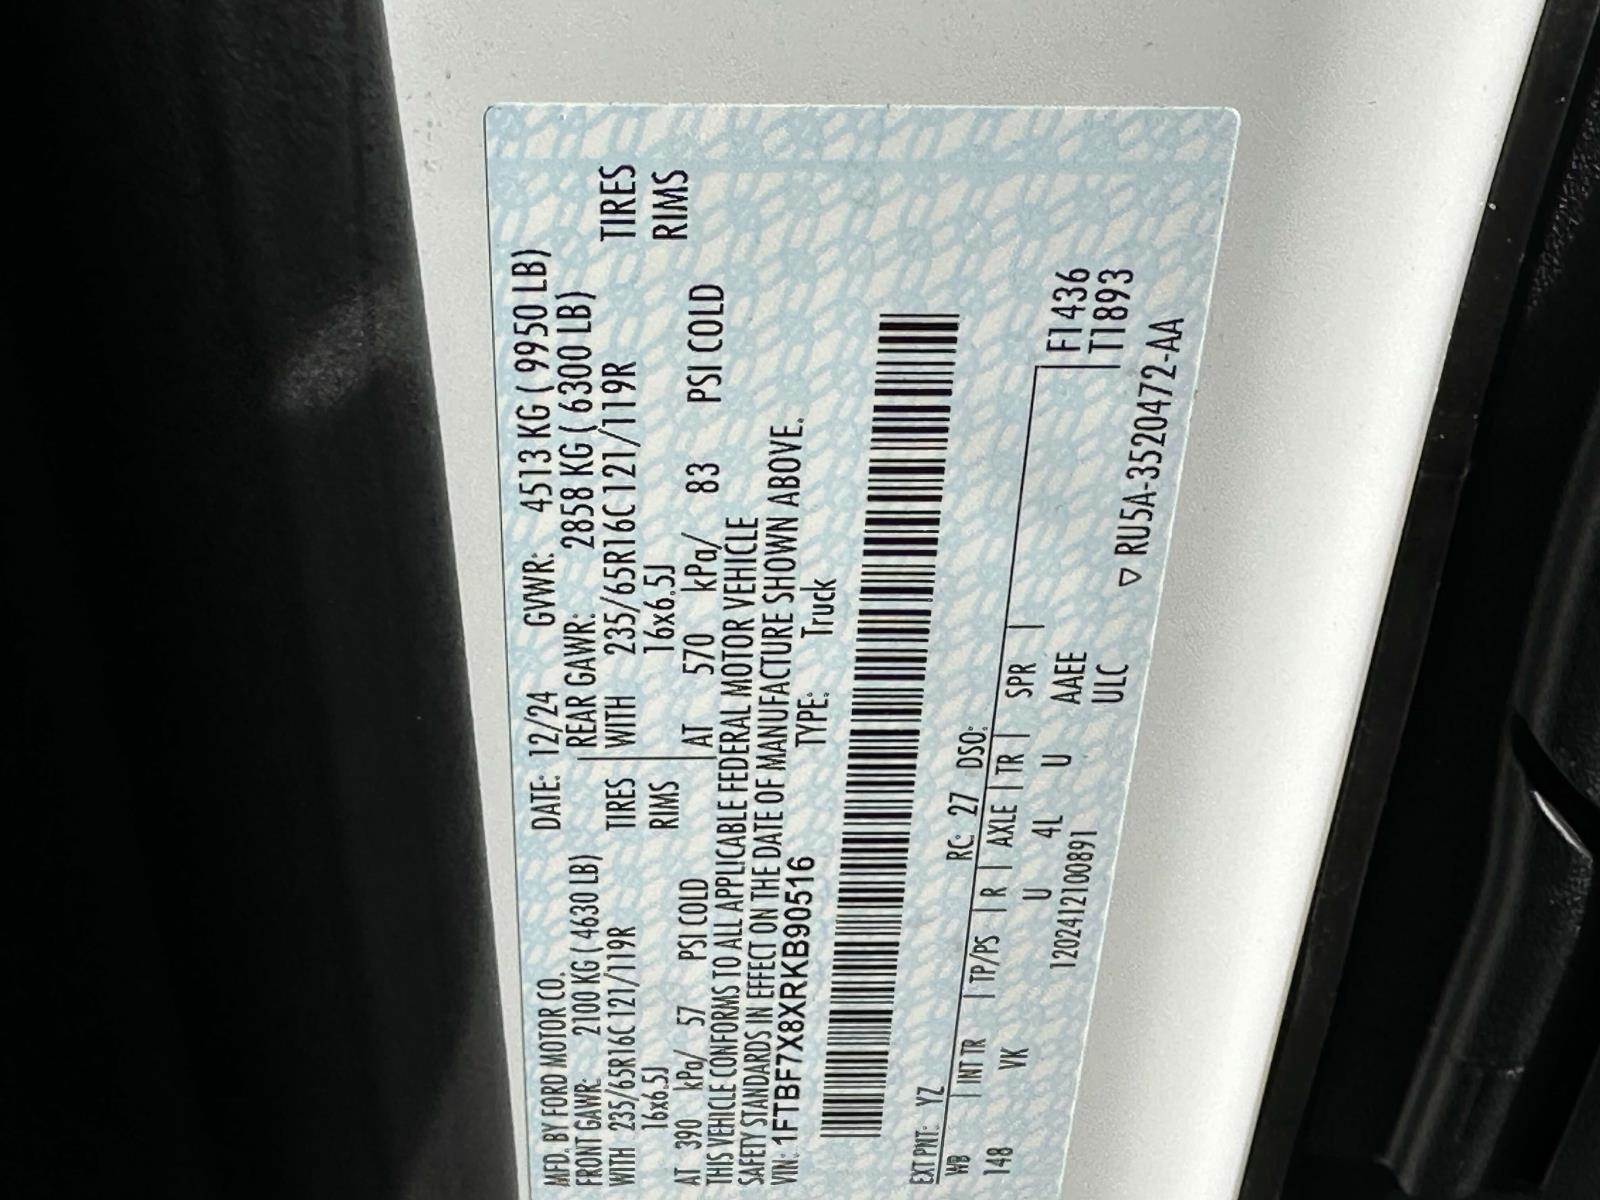 MFD. BY FORD MOTOR CO. DATE: 12/24 GVWR: 4513 KG ( 9950 LB)
FRONT GAWR: 2100 KG ( 4630 LB) REAR GAWR: 2858 KG ( 6300 LB)
WITH 235/65R16C 121/119R TIRES WITH 235/65R16C 121/119R TIRES
16x6.5J RIMS 16x6.5J RIMS
AT 390 kPa/ 57 PSI COLD AT 570 kPa/ 83 PSI COLD
THIS VEHICLE CONFORMS TO ALL APPLICABLE FEDERAL MOTOR VEHICLE
SAFETY STANDARDS IN EFFECT ON THE DATE OF MANUFACTURE SHOWN ABOVE.
VIN: 1FTBF7X8XRKB90516 TYPE: Truck
EXT PNT: YZ RC: 27 DSO:
WB INT TR TP/PS R AXLE TR SPR F1436
148 VK U 4L U AAEE T1893
1202412100891 ULC
▽ RU5A-3520472-AA